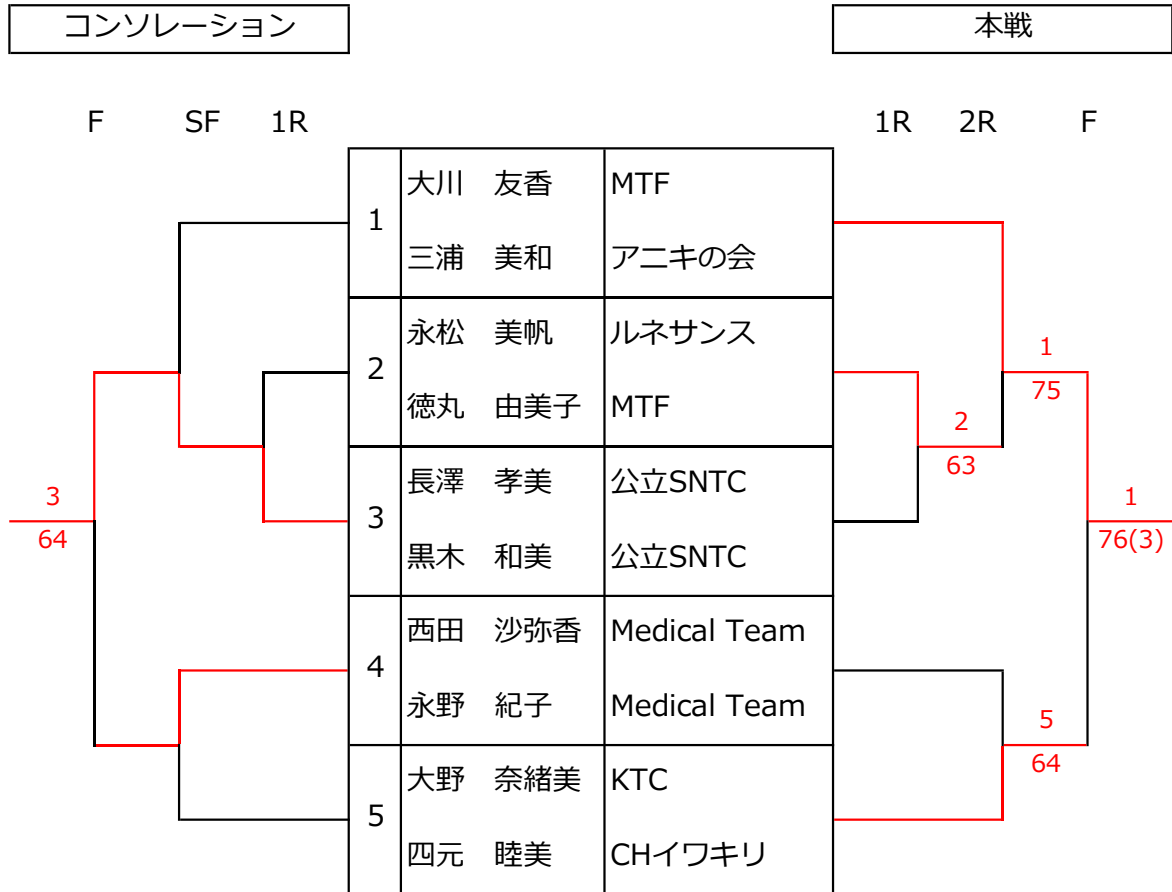 コンソレーション 本戦
F SF 1R 1R 2R F
大川 友香 MTF
1
三浦 美和 アニキの会
永松 美帆 ルネサンス
1
2
75
徳丸 由美子 MTF
2
63
長澤 孝美 公立SNTC
3 3 1
64 76(3)
黒木 和美 公立SNTC
西田 沙弥香 Medical Team
4
永野 紀子 Medical Team
5
64
大野 奈緒美 KTC
5
四元 睦美 CHイワキリ